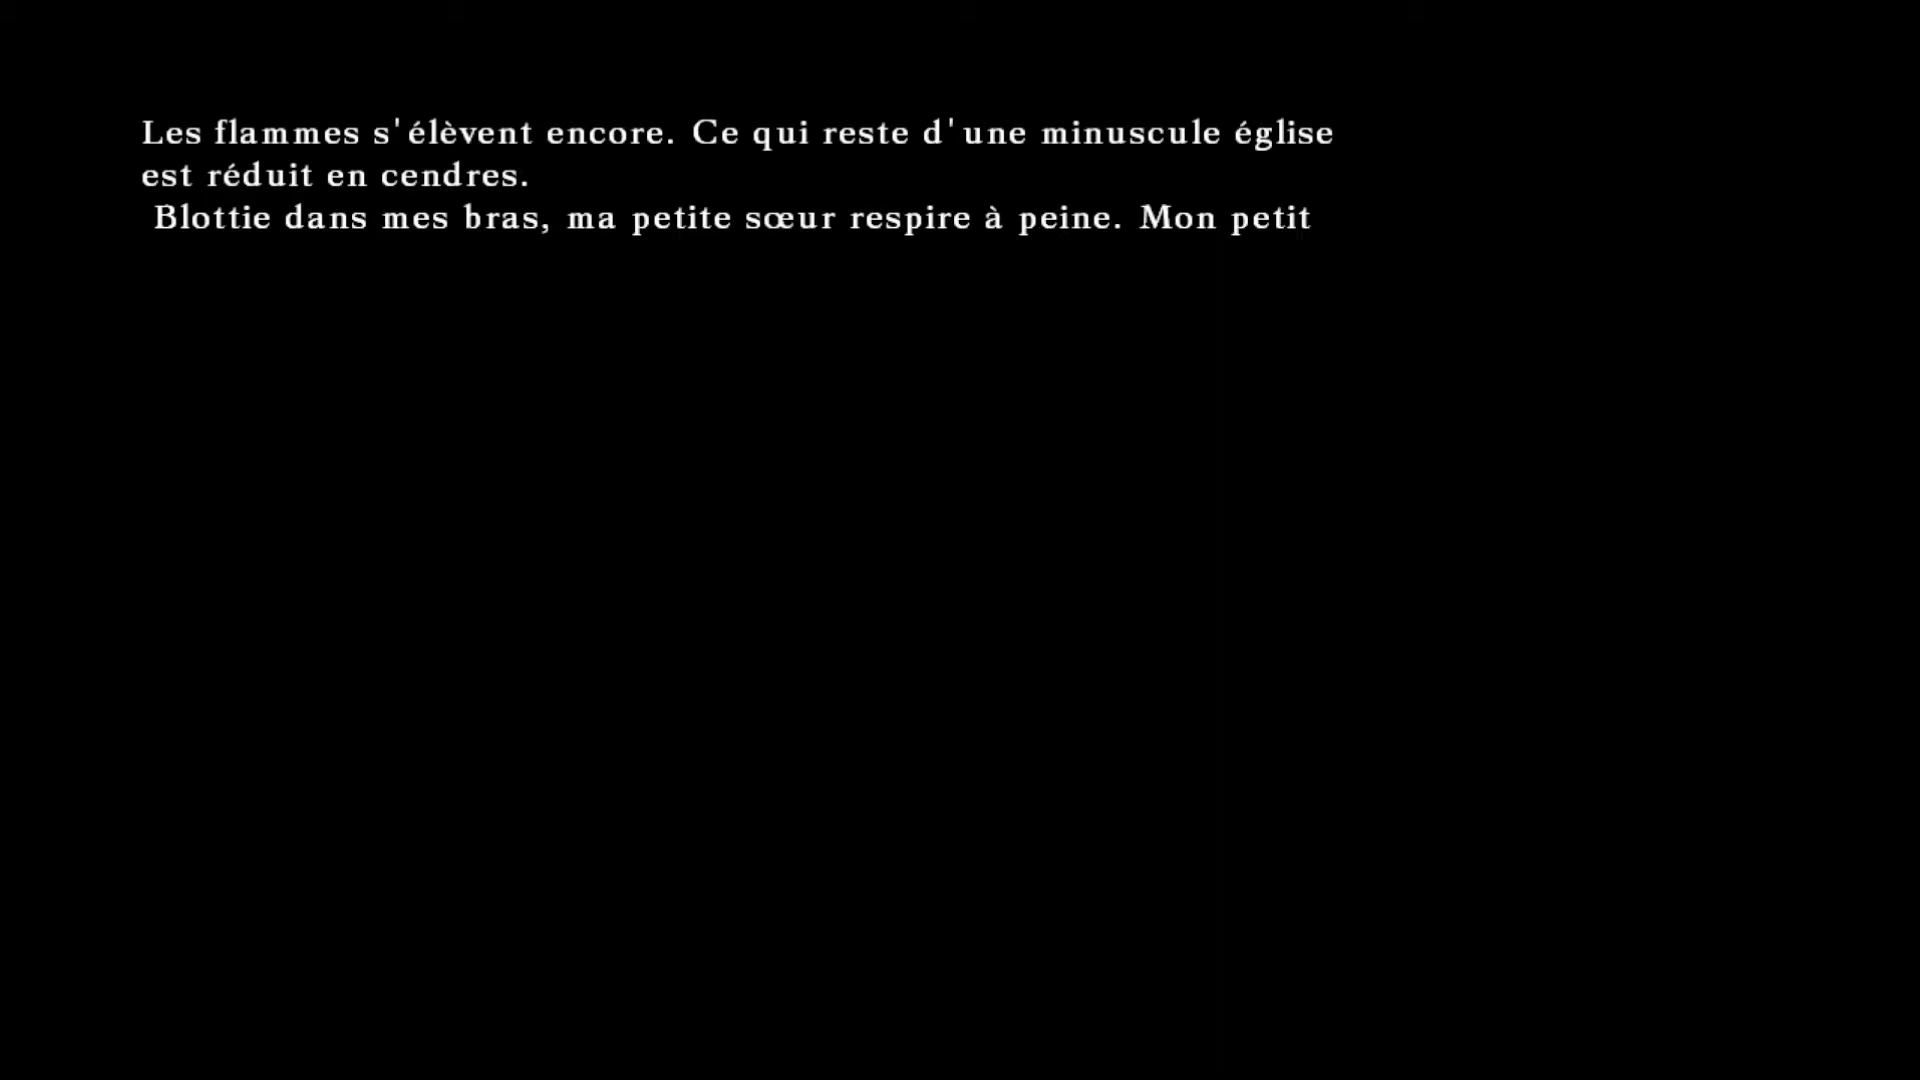 Les flammes s'élèvent encore. Ce qui reste d'une minuscule église
est réduit en cendres.
Blottie dans mes bras, ma petite sœur respire à peine. Mon petit